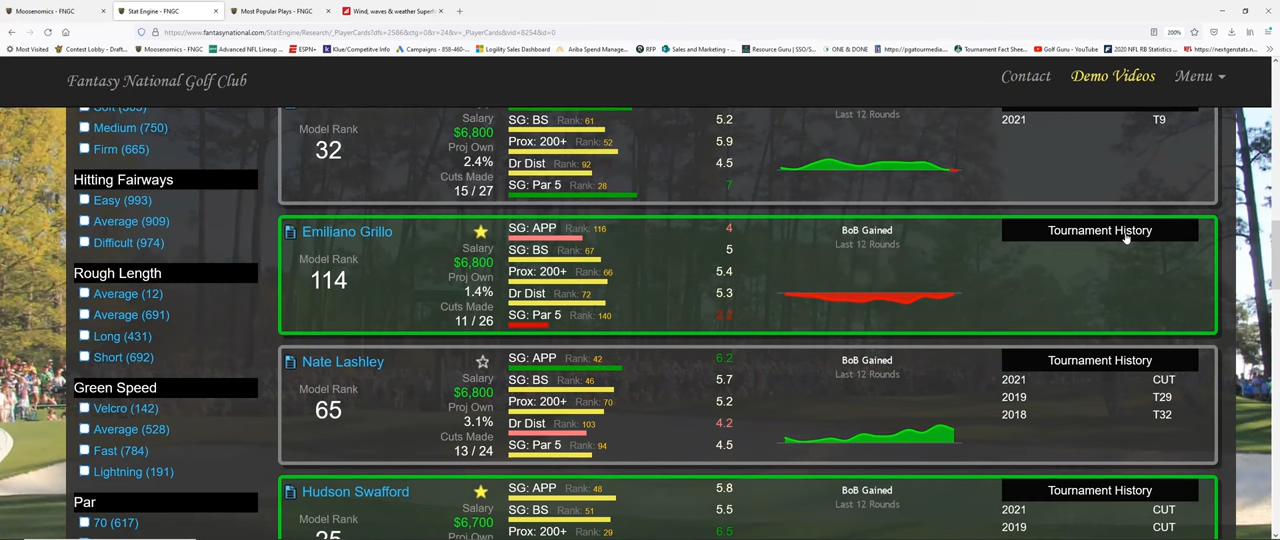 Moosenomics - FNGC
Stat Engine - FNGC
Most Popular Plays - FNGC
Wind, waves & weather Superf
https://www.fantasynational.com/StatEngine/Research/_PlayerCards?dfs=2586&ctg=0&r=24&v=_PlayerCards&vid=8254&d=0
200%
Most Visited
Contest Lobby - Draft...
Moosenomics - FNGC
Advanced NFL Lineup ...
ESPN+
Klue/Competitive Info
Campaigns - 858-460-...
Logility Sales Dashboard
Ariba Spend Manage...
RFP
Sales and Marketing - ...
Resource Guru | SSO/S...
ONE & DONE
https://pgatourmedia....
Tournament Fact Shee...
Golf Guru - YouTube
2020 NFL RB Statistics ...
https://nextgenstats.n...
Fantasy National Golf Club
Contact
Demo Videos
Menu
Medium (750)
Firm (665)
Hitting Fairways
Easy (993)
Average (909)
Difficult (974)
Rough Length
Average (12)
Average (691)
Long (431)
Short (692)
Green Speed
Velcro (142)
Average (528)
Fast (784)
Lightning (191)
Par
70 (617)
Model Rank
32
Salary
$6,800
Proj Own
2.4%
Cuts Made
15 / 27
SG: BS Rank: 61 5.2
Prox: 200+ Rank: 52 5.9
Dr Dist Rank: 92 4.5
SG: Par 5 Rank: 28 7
Last 12 Rounds
2021 T9
Emiliano Grillo
Model Rank
114
Salary
$6,800
Proj Own
1.4%
Cuts Made
11 / 26
SG: APP Rank: 116 4
SG: BS Rank: 67 5
Prox: 200+ Rank: 66 5.4
Dr Dist Rank: 72 5.3
SG: Par 5 Rank: 140 2.2
BoB Gained
Last 12 Rounds
Tournament History
Nate Lashley
Model Rank
65
Salary
$6,800
Proj Own
3.1%
Cuts Made
13 / 24
SG: APP Rank: 42 6.2
SG: BS Rank: 46 5.7
Prox: 200+ Rank: 70 5.2
Dr Dist Rank: 103 4.2
SG: Par 5 Rank: 94 4.5
BoB Gained
Last 12 Rounds
Tournament History
2021 CUT
2019 T29
2018 T32
Hudson Swafford
Model Rank
25
Salary
$6,700
Proj Own
SG: APP Rank: 48 5.8
SG: BS Rank: 51 5.5
Prox: 200+ Rank: 29 6.5
BoB Gained
Last 12 Rounds
Tournament History
2021 CUT
2019 CUT